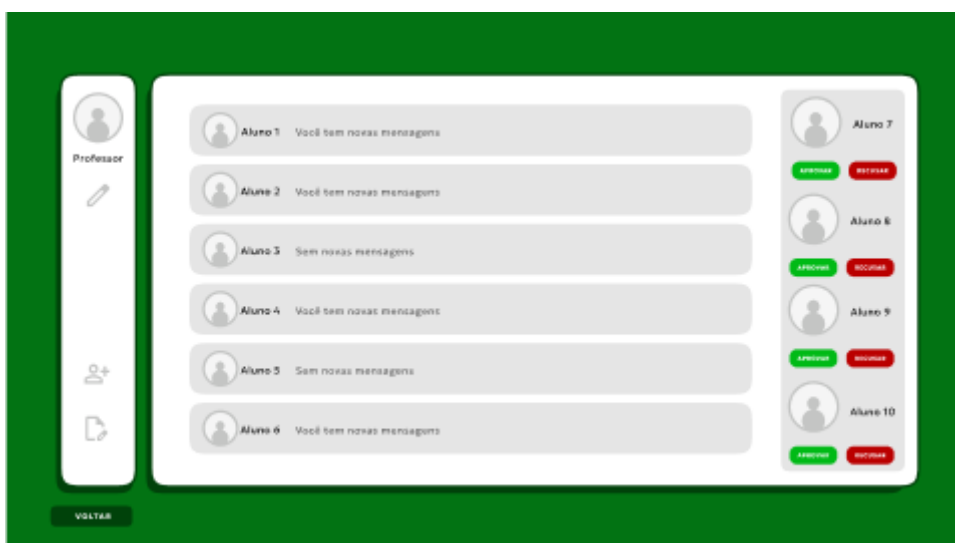 Professor
VOLTAR
Aluno 1 Você tem novas mensagens
Aluno 2 Você tem novas mensagens
Aluno 3 Sem novas mensagens
Aluno 4 Você tem novas mensagens
Aluno 5 Sem novas mensagens
Aluno 6 Você tem novas mensagens
Aluno 7
APROVAR RECUSAR
Aluno 8
APROVAR RECUSAR
Aluno 9
APROVAR RECUSAR
Aluno 10
APROVAR RECUSAR